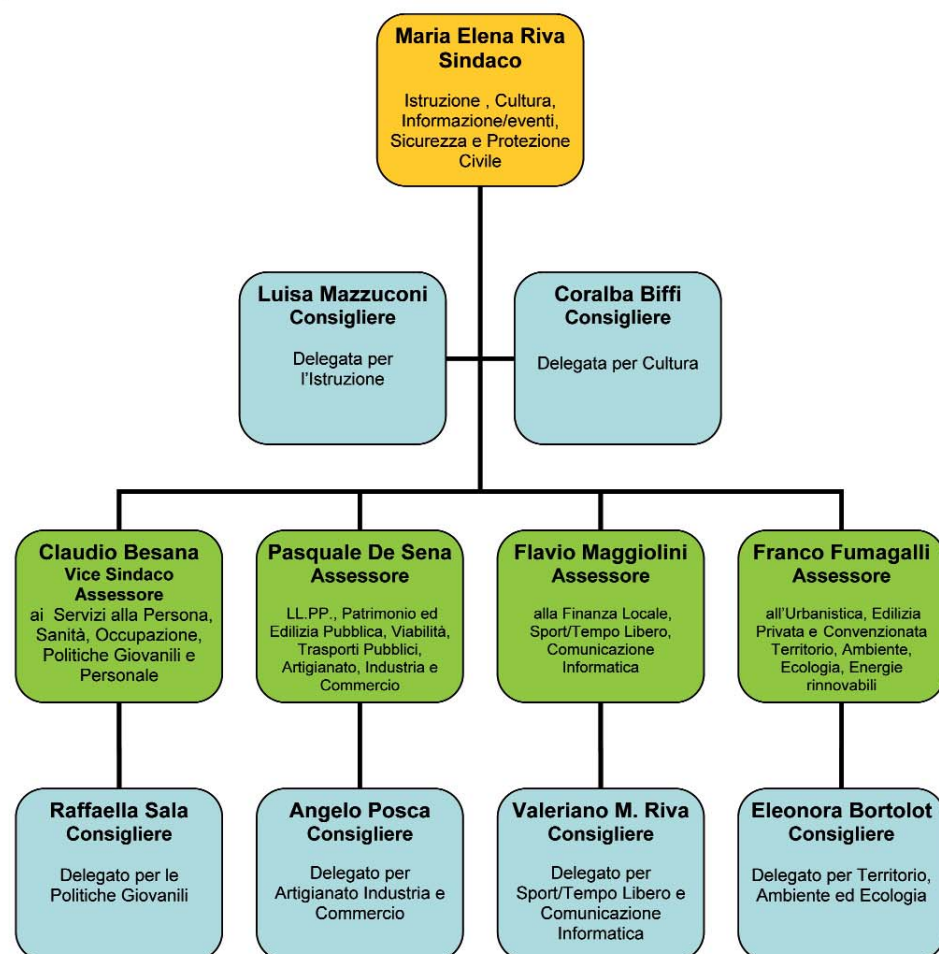 Maria Elena Riva
Sindaco
Istruzione , Cultura,
Informazione/eventi,
Sicurezza e Protezione
Civile
Luisa Mazzuconi
Consigliere
Delegata per
l'Istruzione
Coralba Biffi
Consigliere
Delegata per Cultura
Claudio Besana
Vice Sindaco
Assessore
ai Servizi alla Persona,
Sanità, Occupazione,
Politiche Giovanili e
Personale
Pasquale De Sena
Assessore
LL.PP., Patrimonio ed
Edilizia Pubblica, Viabilità,
Trasporti Pubblici,
Artigianato, Industria e
Commercio
Flavio Maggiolini
Assessore
alla Finanza Locale,
Sport/Tempo Libero,
Comunicazione
Informatica
Franco Fumagalli
Assessore
all'Urbanistica, Edilizia
Privata e Convenzionata
Territorio, Ambiente,
Ecologia, Energie
rinnovabili
Raffaella Sala
Consigliere
Delegato per le
Politiche Giovanili
Angelo Posca
Consigliere
Delegato per
Artigianato Industria e
Commercio
Valeriano M. Riva
Consigliere
Delegato per
Sport/Tempo Libero e
Comunicazione
Informatica
Eleonora Bortolot
Consigliere
Delegato per Territorio,
Ambiente ed Ecologia